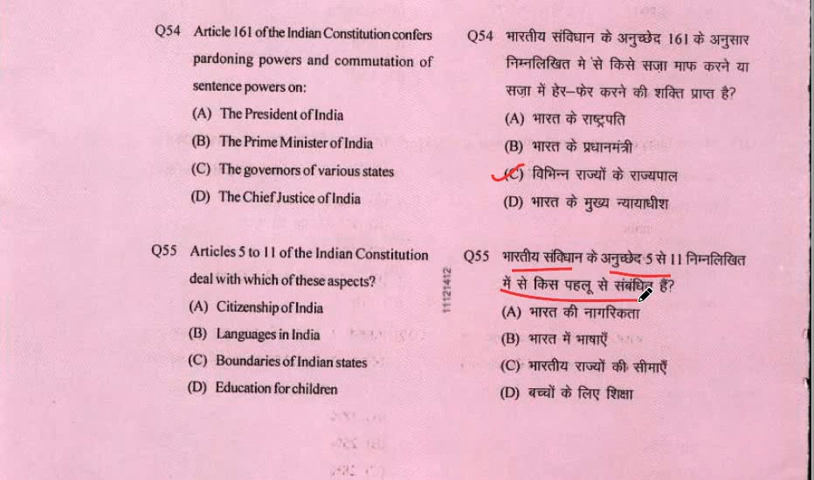 Q54 Article 161 of the Indian Constitution confers
pardoning powers and commutation of
sentence powers on:
(A) The President of India
(B) The Prime Minister of India
(C) The governors of various states
(D) The Chief Justice of India
Q55 Articles 5 to 11 of the Indian Constitution
deal with which of these aspects?
(A) Citizenship of India
(B) Languages in India
(C) Boundaries of Indian states
(D) Education for children
11121412
Q54 भारतीय संविधान के अनुच्छेद 161 के अनुसार
निम्नलिखित मे से किसे सज़ा माफ करने या
सज़ा में हेर–फेर करने की शक्ति प्राप्त है?
(A) भारत के राष्ट्रपति
(B) भारत के प्रधानमंत्री
(C) विभिन्न राज्यों के राज्यपाल
(D) भारत के मुख्य न्यायाधीश
Q55 भारतीय संविधान के अनुच्छेद 5 से 11 निम्नलिखित
में से किस पहलू से संबंधित हैं?
(A) भारत की नागरिकता
(B) भारत में भाषाएँ
(C) भारतीय राज्यों की सीमाएँ
(D) बच्चों के लिए शिक्षा